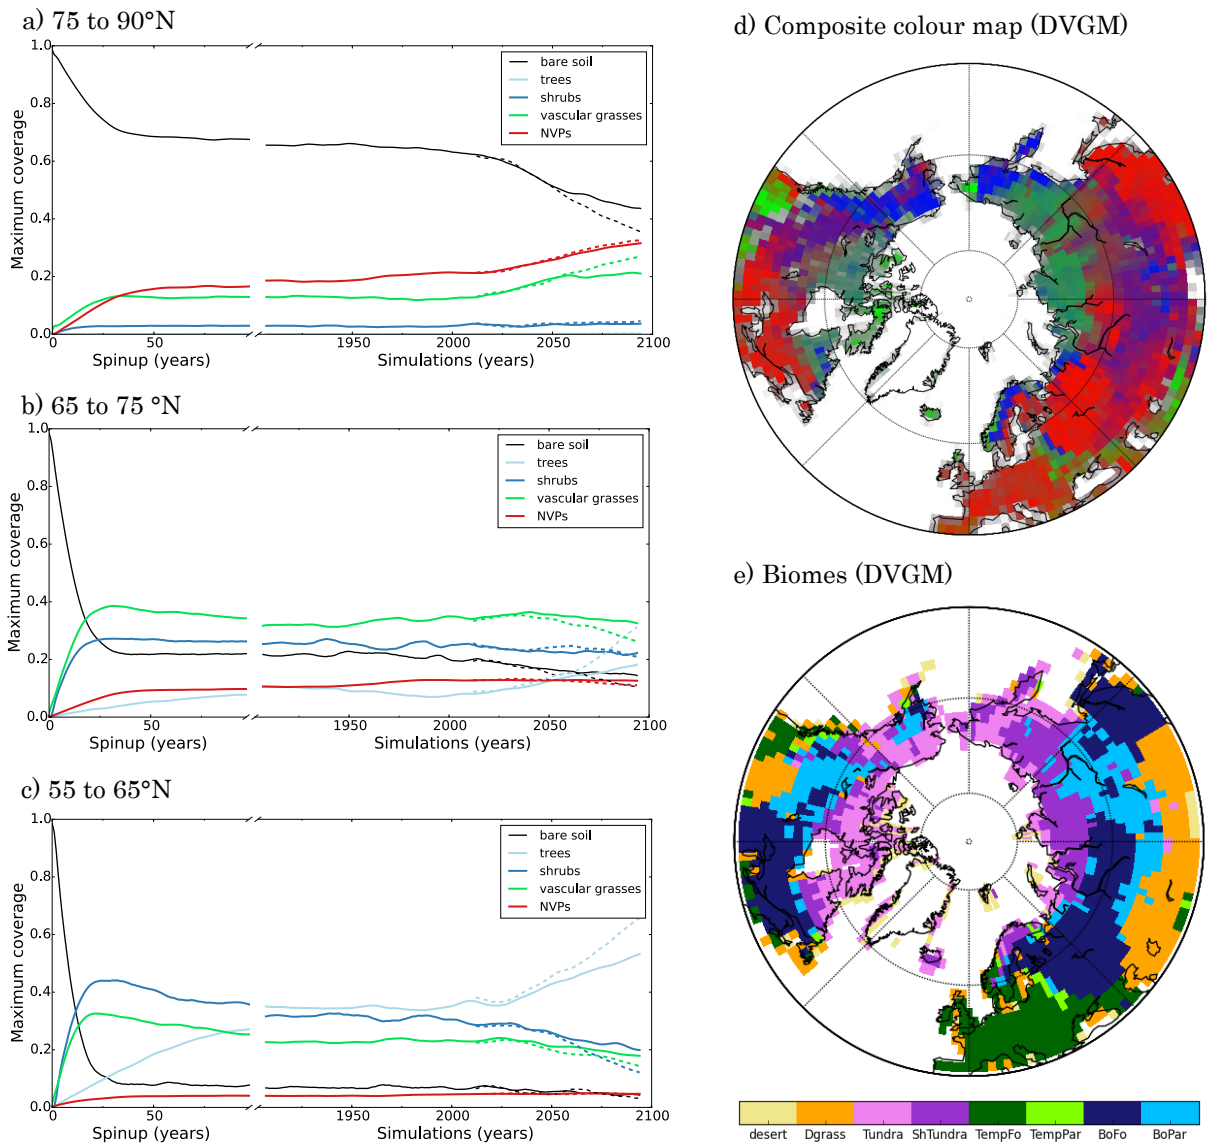 a) 75 to 90°N
Maximum coverage
1.0
0.8
0.6
0.4
0.2
0.0
bare soil
trees
shrubs
vascular grasses
NVPs
0
50
1950
2000
2050
2100
Spinup (years)
Simulations (years)
b) 65 to 75 °N
Maximum coverage
1.0
0.8
0.6
0.4
0.2
0.0
bare soil
trees
shrubs
vascular grasses
NVPs
0
50
1950
2000
2050
2100
Spinup (years)
Simulations (years)
c) 55 to 65°N
Maximum coverage
1.0
0.8
0.6
0.4
0.2
0.0
bare soil
trees
shrubs
vascular grasses
NVPs
0
50
1950
2000
2050
2100
Spinup (years)
Simulations (years)
d) Composite colour map (DVGM)
e) Biomes (DVGM)
desert Dgrass Tundra ShTundra TempFo TempPar BoFo BoPar